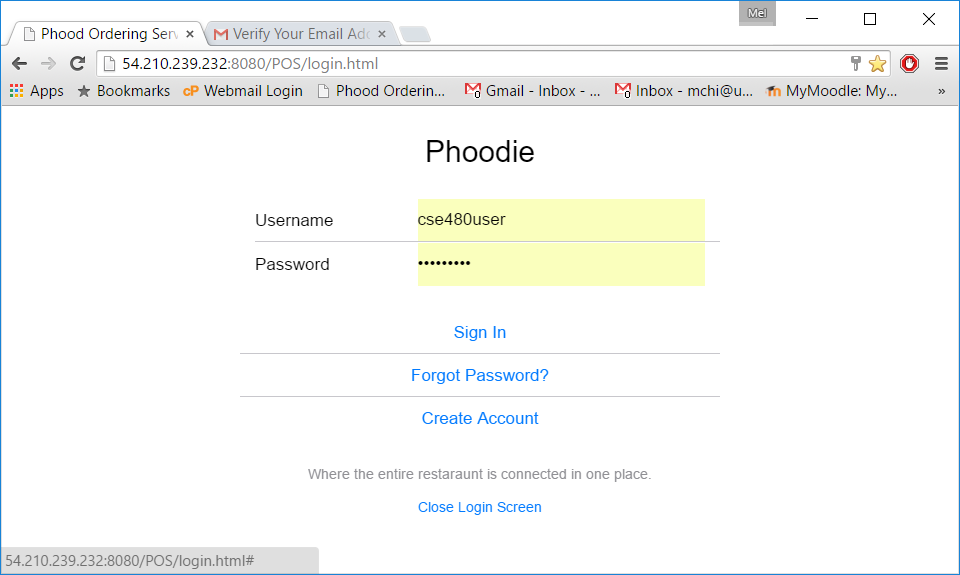 Mel
Phood Ordering Serv
Verify Your Email Add
54.210.239.232:8080/POS/login.html
Apps Bookmarks cP Webmail Login Phood Orderin... 0 Gmail - Inbox - ... 0 Inbox - mchi@u... m MyMoodle: My... »
Phoodie
Username cse480user
Password •••••••••
Sign In
Forgot Password?
Create Account
Where the entire restaraunt is connected in one place.
Close Login Screen
54.210.239.232:8080/POS/login.html#